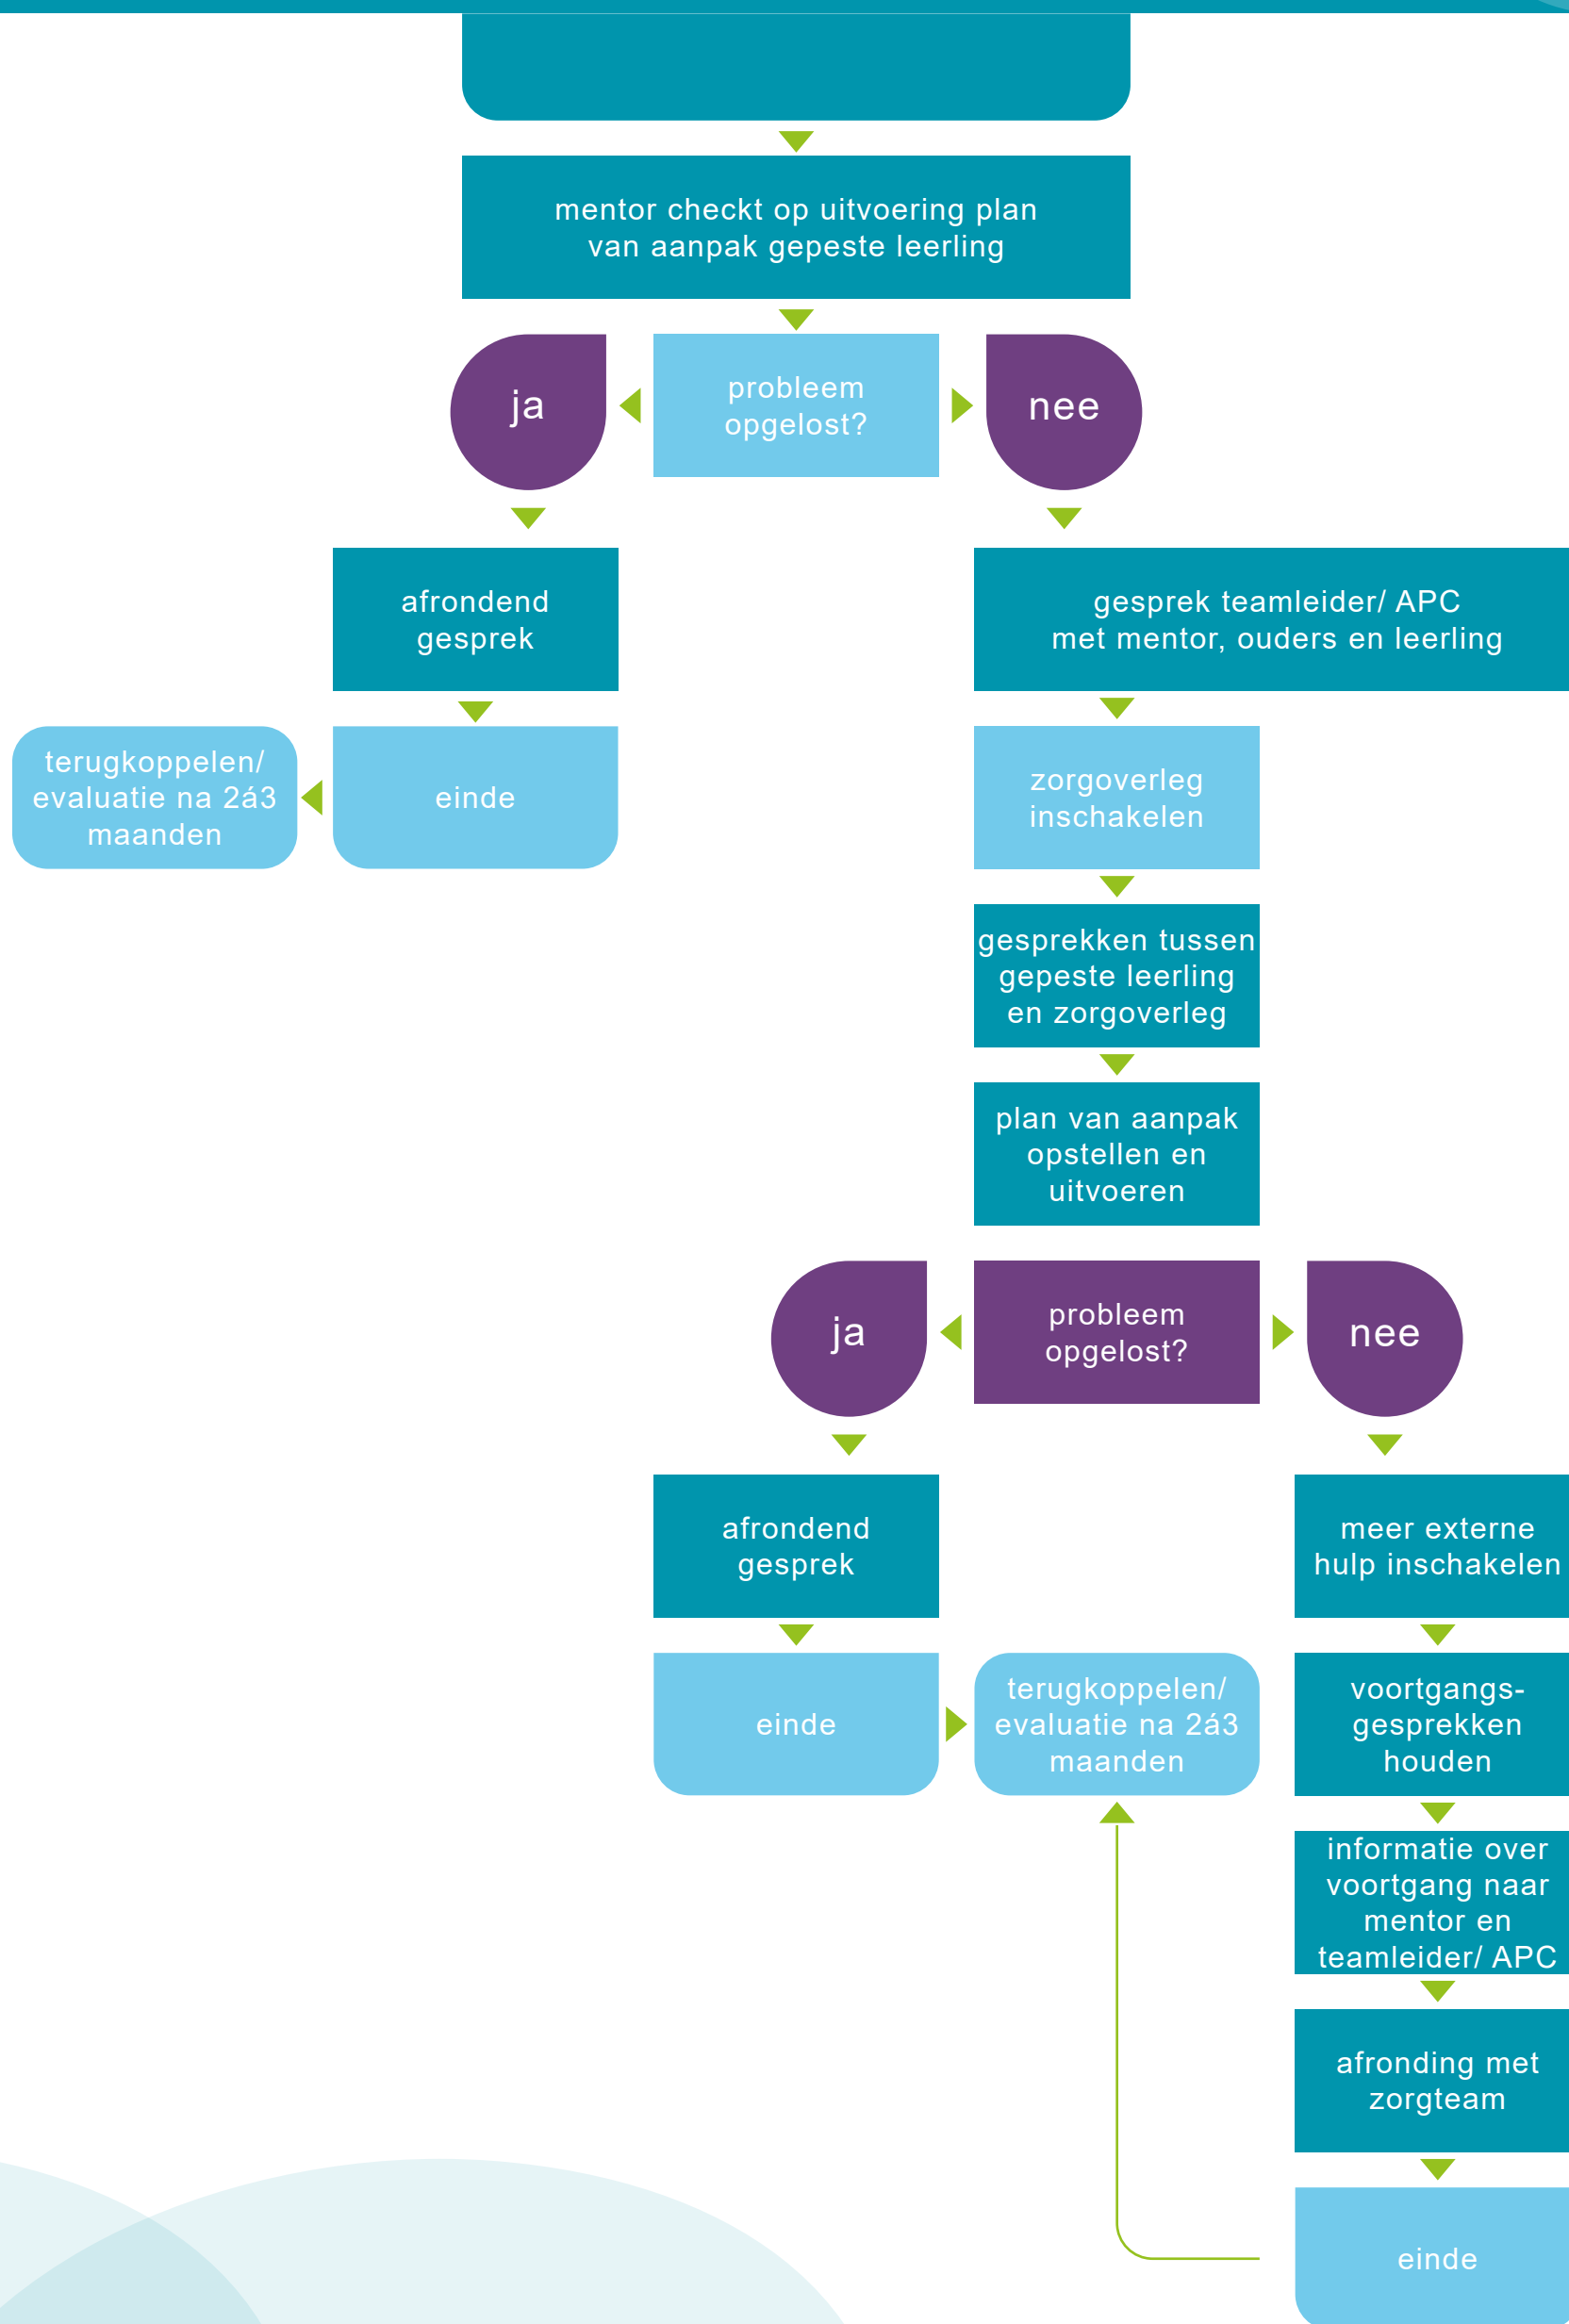 mentor checkt op uitvoering plan
van aanpak gepeste leerling
ja
probleem
opgelost?
nee
afrondend
gesprek
gesprek teamleider/ APC
met mentor, ouders en leerling
terugkoppelen/
evaluatie na 2á3
maanden
einde
zorgoverleg
inschakelen
gesprekken tussen
gepeste leerling
en zorgoverleg
plan van aanpak
opstellen en
uitvoeren
ja
probleem
opgelost?
nee
afrondend
gesprek
meer externe
hulp inschakelen
einde
terugkoppelen/
evaluatie na 2á3
maanden
voortgangs-
gesprekken
houden
informatie over
voortgang naar
mentor en
teamleider/ APC
afronding met
zorgteam
einde